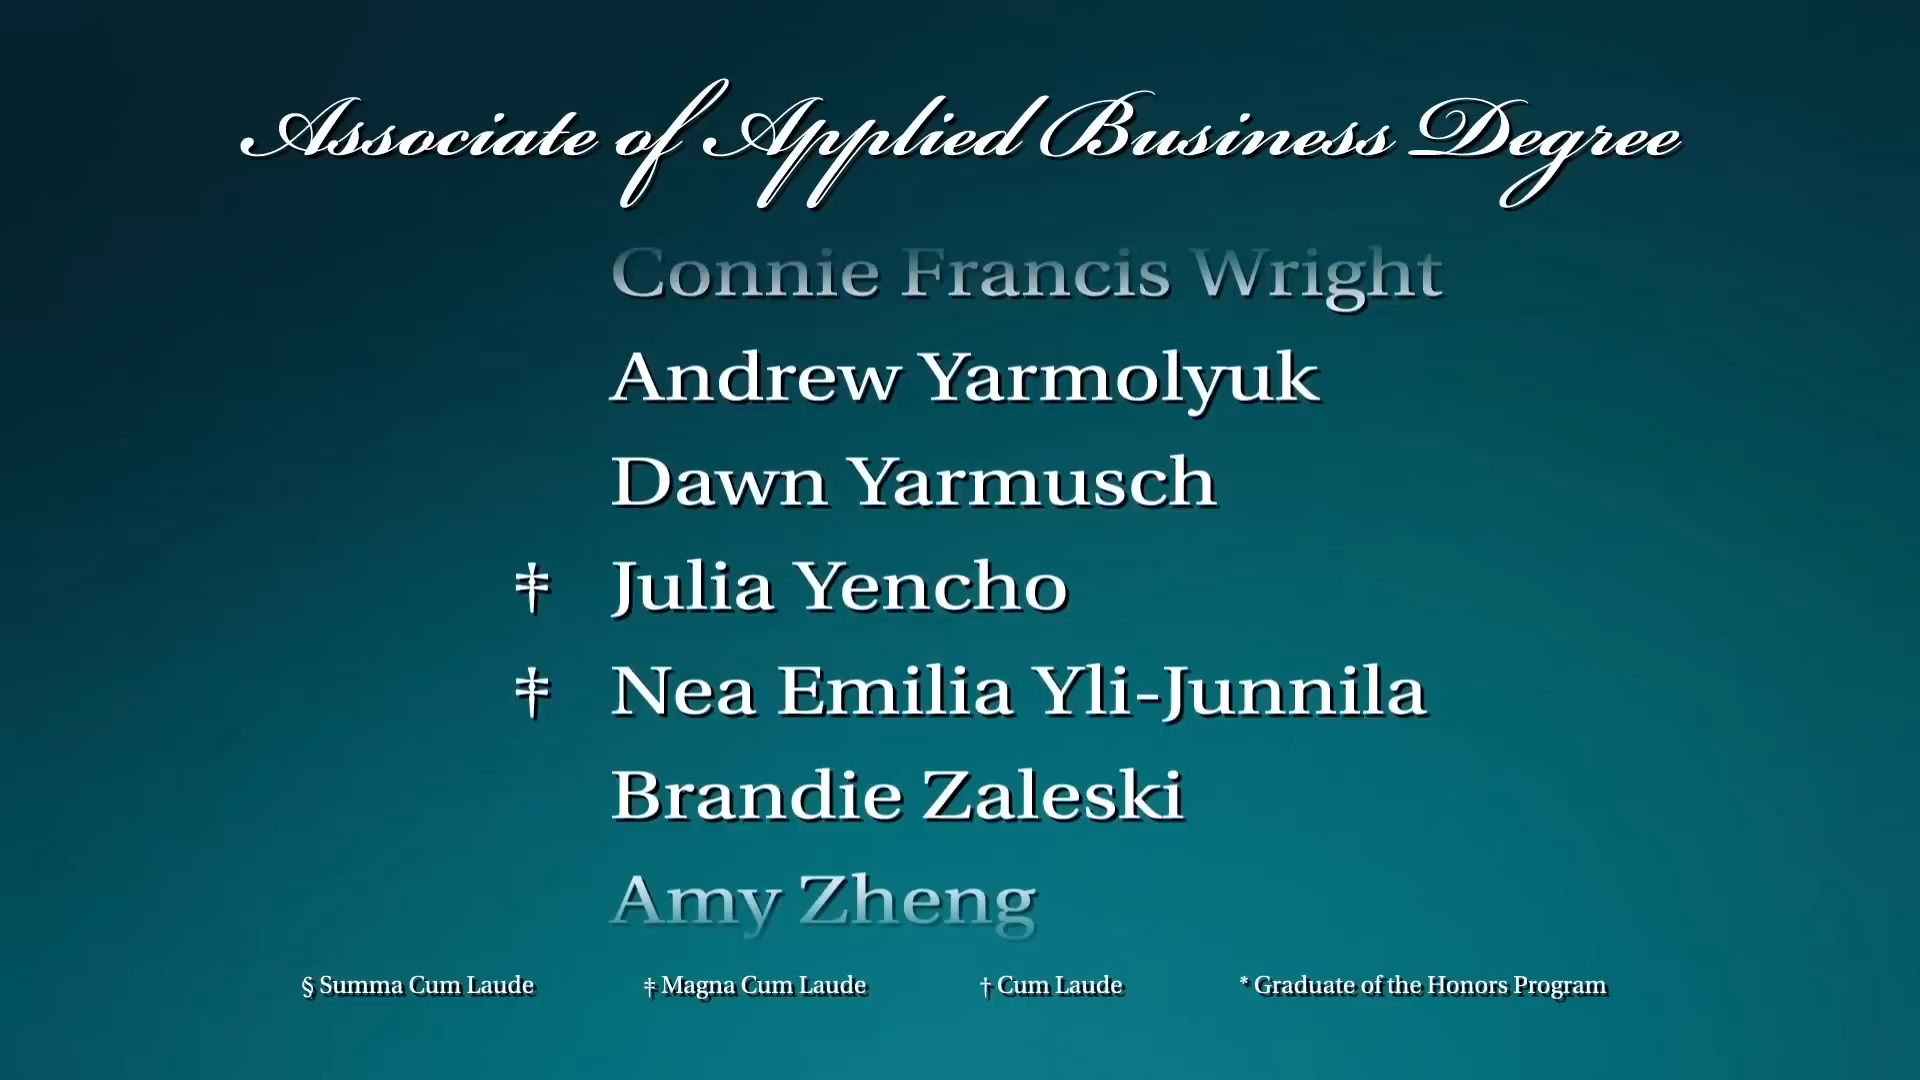 Associate of Applied Business Degree
Connie Francis Wright
Andrew Yarmolyuk
Dawn Yarmusch
‡ Julia Yencho
‡ Nea Emilia Yli-Junnila
Brandie Zaleski
Amy Zheng
§ Summa Cum Laude ‡ Magna Cum Laude † Cum Laude * Graduate of the Honors Program